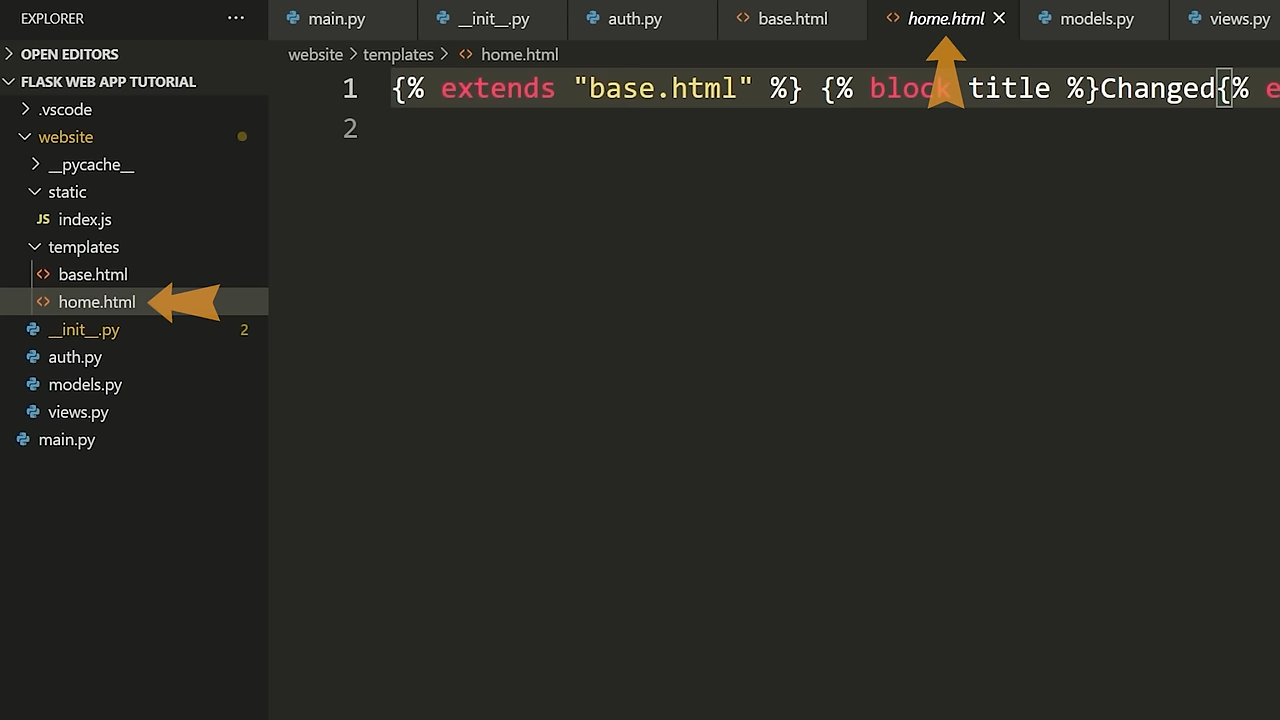 EXPLORER ···
OPEN EDITORS
FLASK WEB APP TUTORIAL
.vscode
website
__pycache__
static
JS index.js
templates
base.html
home.html
__init__.py 2
auth.py
models.py
views.py
main.py
main.py __init__.py auth.py base.html home.html models.py views.py
website > templates > home.html
1 {% extends "base.html" %} {% block title %}Changed{% e
2